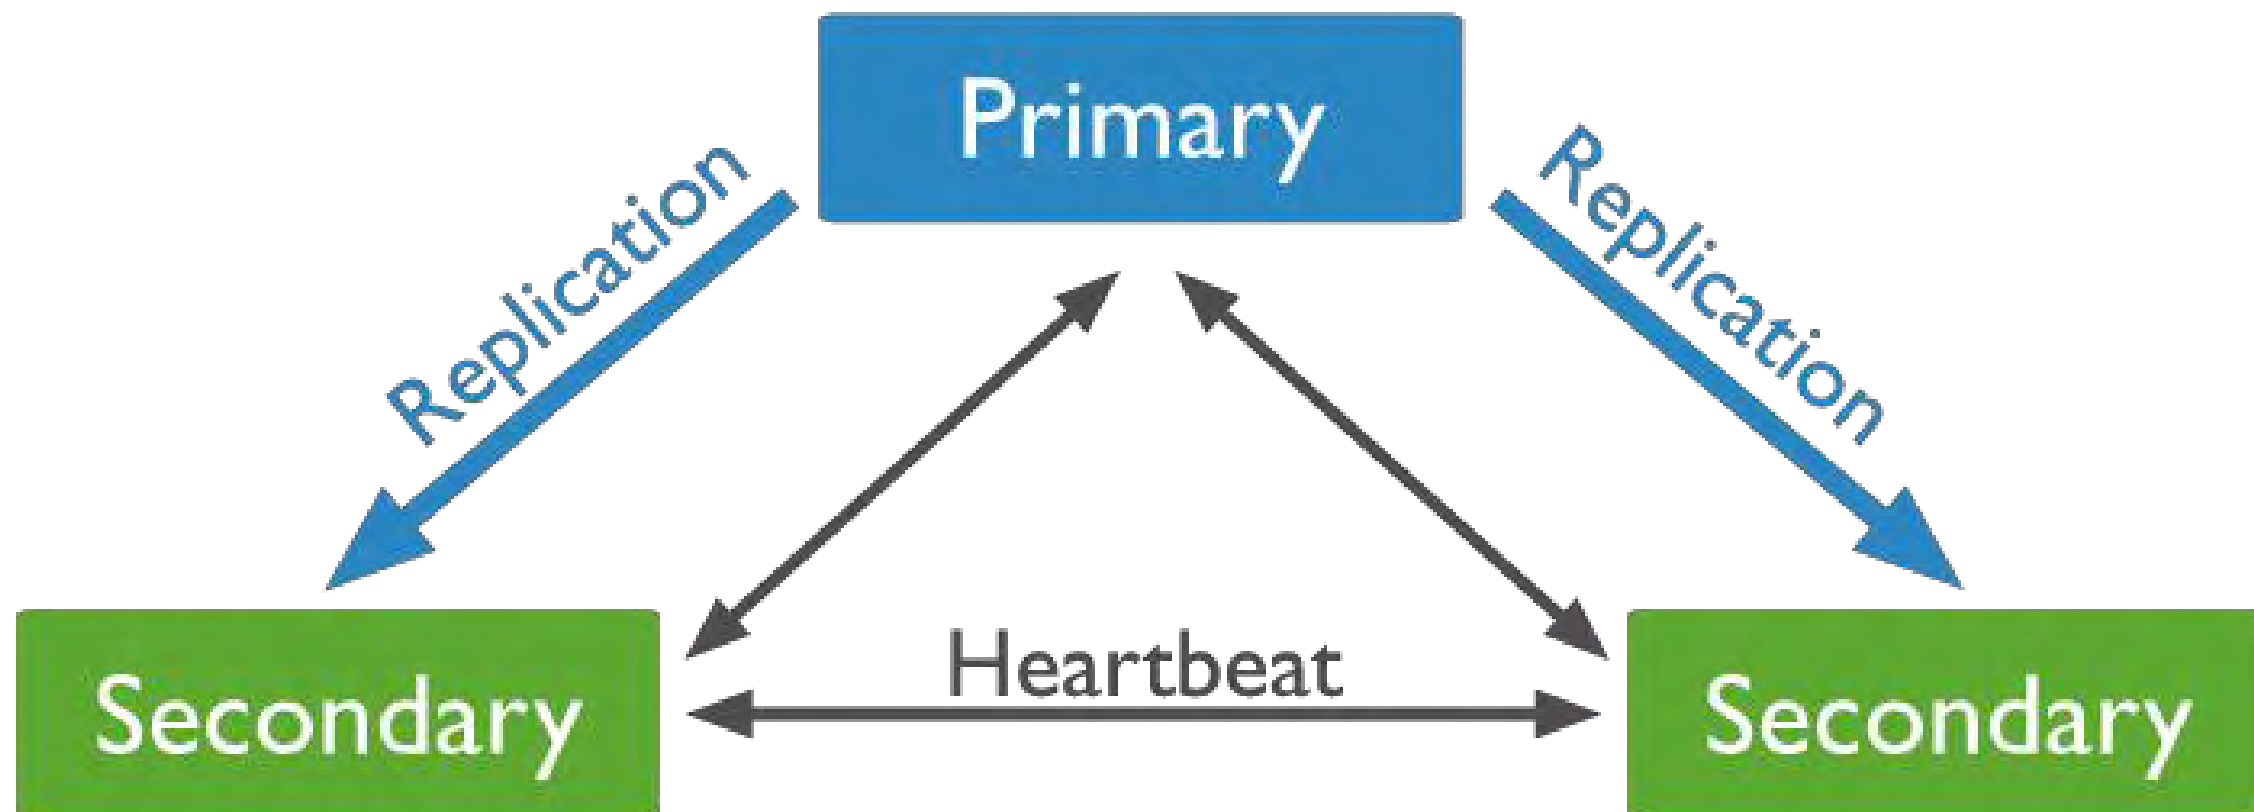 Primary
Replication
Replication
Heartbeat
Secondary
Secondary